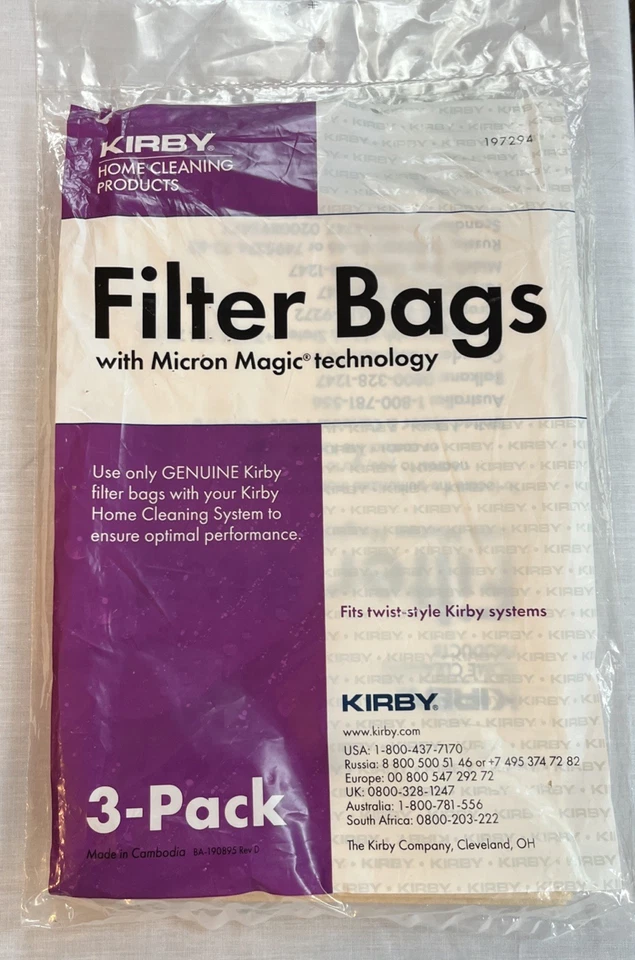 KIRBY®
HOME CLEANING
PRODUCTS
197294
Filter Bags
with Micron Magic® technology
Use only GENUINE Kirby
filter bags with your Kirby
Home Cleaning System to
ensure optimal performance.
Fits twist-style Kirby systems
KIRBY®
www.kirby.com
USA: 1-800-437-7170
Russia: 8 800 500 51 46 or +7 495 374 72 82
Europe: 00 800 547 292 72
UK: 0800-328-1247
Australia: 1-800-781-556
South Africa: 0800-203-222
The Kirby Company, Cleveland, OH
3-Pack
Made in Cambodia BA-190895 Rev D